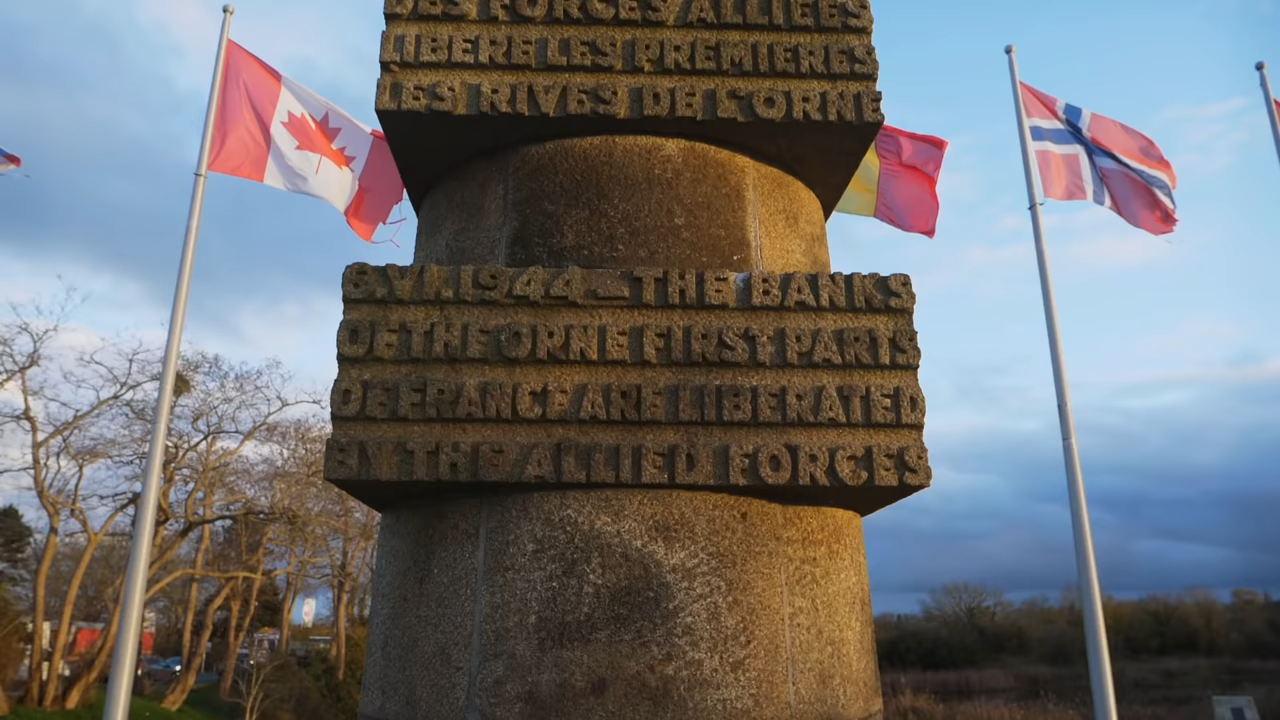 DES FORCES ALLIEES
LIBERE LES PREMIERES
LES RIVES DE L'ORNE
6.VI.1944 _ THE BANKS
OF THE ORNE FIRST PARTS
OF FRANCE ARE LIBERATED
BY THE ALLIED FORCES